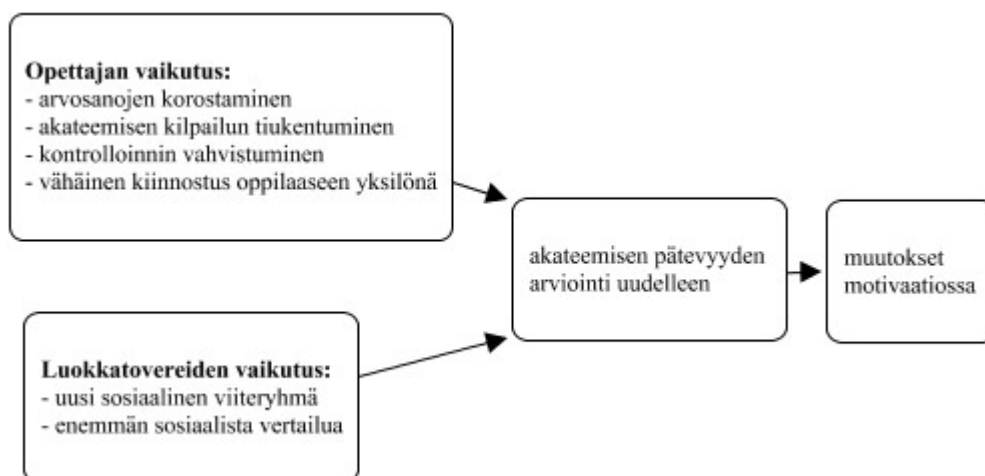 Opettajan vaikutus:
- arvosanojen korostaminen
- akateemisen kilpailun tiukentuminen
- kontrolloinnin vahvistuminen
- vähäinen kiinnostus oppilaaseen yksilönä
akateemisen pätevyyden
arviointi uudelleen
muutokset
motivaatiossa
Luokkatovereiden vaikutus:
- uusi sosiaalinen viiteryhmä
- enemmän sosiaalista vertailua